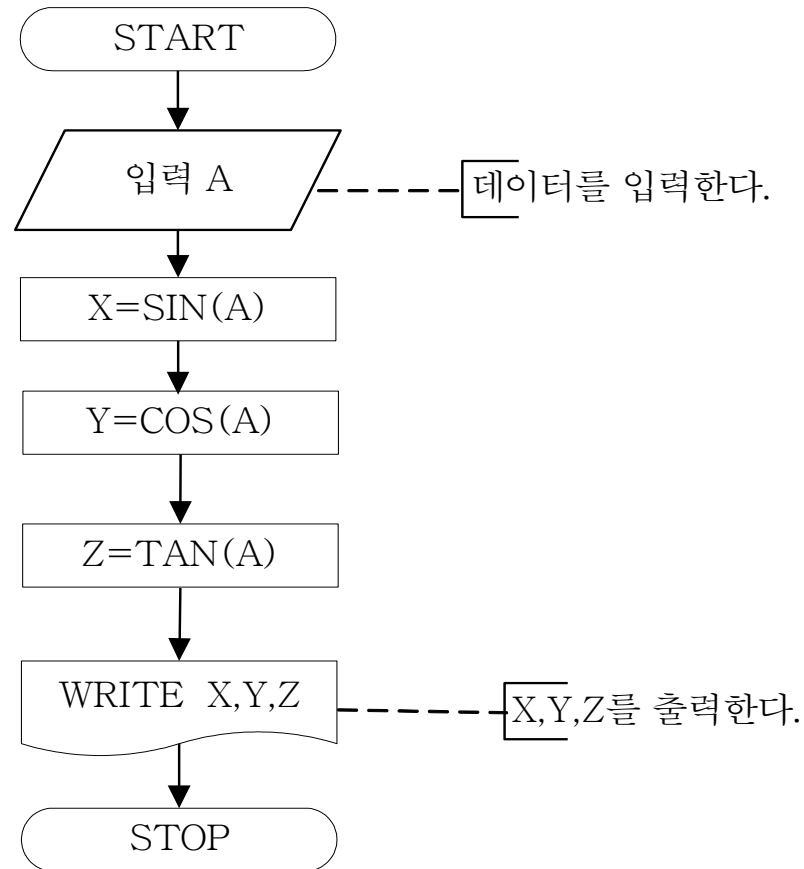 START
입력 A
데이터를 입력한다.
X=SIN(A)
Y=COS(A)
Z=TAN(A)
WRITE X,Y,Z
X,Y,Z를 출력한다.
STOP